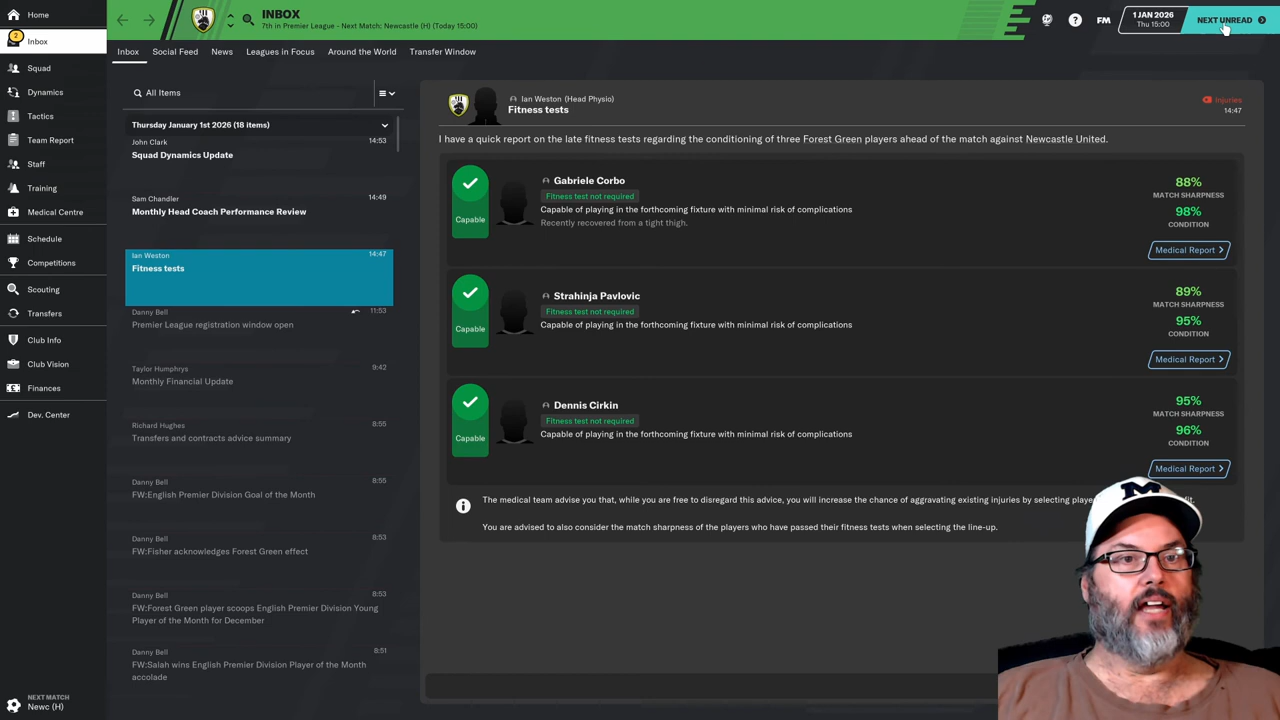 Home
2
Inbox
Squad
Dynamics
Tactics
Team Report
Staff
Training
Medical Centre
Schedule
Competitions
Scouting
Transfers
Club Info
Club Vision
Finances
Dev. Center
NEXT MATCH
Newc (H)
INBOX
7th in Premier League - Next Match: Newcastle (H) (Today 15:00)
?
FM
1 JAN 2026
Thu 15:00
NEXT UNREAD
Inbox
Social Feed
News
Leagues in Focus
Around the World
Transfer Window
All Items
Thursday January 1st 2026 (18 items)
John Clark
14:53
Squad Dynamics Update
Sam Chandler
14:49
Monthly Head Coach Performance Review
Ian Weston
14:47
Fitness tests
Danny Bell
11:53
Premier League registration window open
Taylor Humphrys
9:42
Monthly Financial Update
Richard Hughes
8:55
Transfers and contracts advice summary
Danny Bell
8:55
FW:English Premier Division Goal of the Month
Danny Bell
8:53
FW:Fisher acknowledges Forest Green effect
Danny Bell
8:53
FW:Forest Green player scoops English Premier Division Young
Player of the Month for December
Danny Bell
8:51
FW:Salah wins English Premier Division Player of the Month
accolade
Ian Weston (Head Physio)
Fitness tests
Injuries
14:47
I have a quick report on the late fitness tests regarding the conditioning of three Forest Green players ahead of the match against Newcastle United.
Capable
Gabriele Corbo
Fitness test not required
Capable of playing in the forthcoming fixture with minimal risk of complications
Recently recovered from a tight thigh.
88%
MATCH SHARPNESS
98%
CONDITION
Medical Report
Capable
Strahinja Pavlovic
Fitness test not required
Capable of playing in the forthcoming fixture with minimal risk of complications
89%
MATCH SHARPNESS
95%
CONDITION
Medical Report
Capable
Dennis Cirkin
Fitness test not required
Capable of playing in the forthcoming fixture with minimal risk of complications
95%
MATCH SHARPNESS
96%
CONDITION
Medical Report
The medical team advise you that, while you are free to disregard this advice, you will increase the chance of aggravating existing injuries by selecting
You are advised to also consider the match sharpness of the players who have passed their fitness tests when selecting the line-up.
M